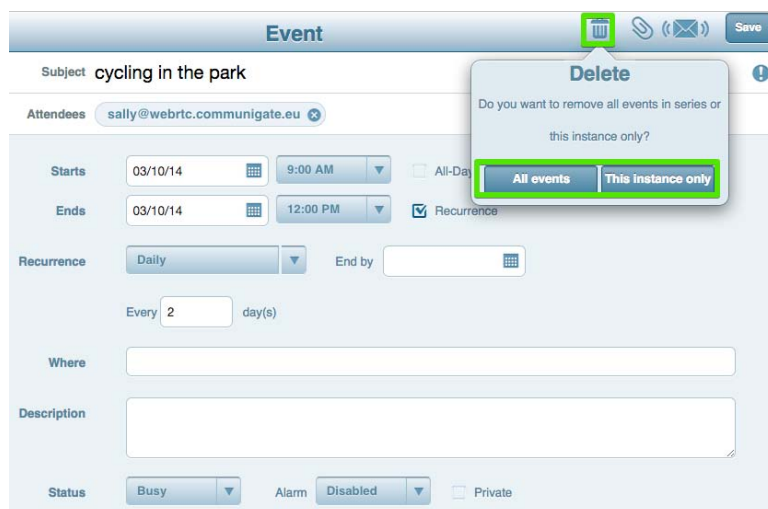 Event
Save
Subject cycling in the park
Delete
Do you want to remove all events in series or
this instance only?
All events This instance only
Attendees sally@webrtc.communigate.eu
Starts 03/10/14 9:00 AM All-Day
Ends 03/10/14 12:00 PM Recurrence
Recurrence Daily End by
Every 2 day(s)
Where
Description
Status Busy Alarm Disabled Private